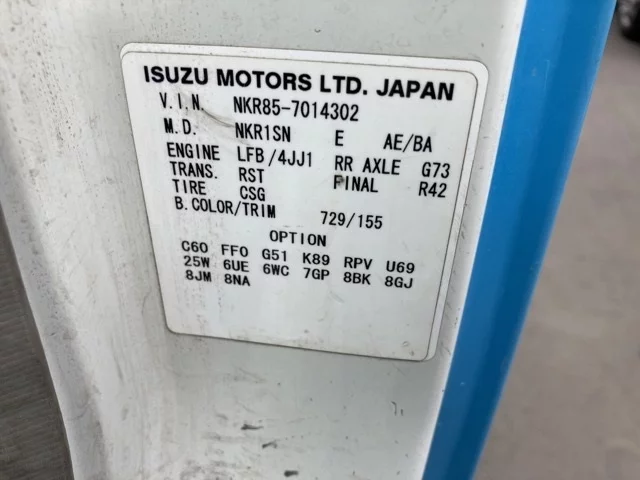 ISUZU MOTORS LTD. JAPAN
V.I.N. NKR85-7014302
M.D. NKR1SN E AE/BA
ENGINE LFB/4JJ1 RR AXLE G73
TRANS. RST FINAL R42
TIRE CSG
B.COLOR/TRIM 729/155
OPTION
C60 FF0 G51 K89 RPV U69
25W 6UE 6WC 7GP 8BK 8GJ
8JM 8NA